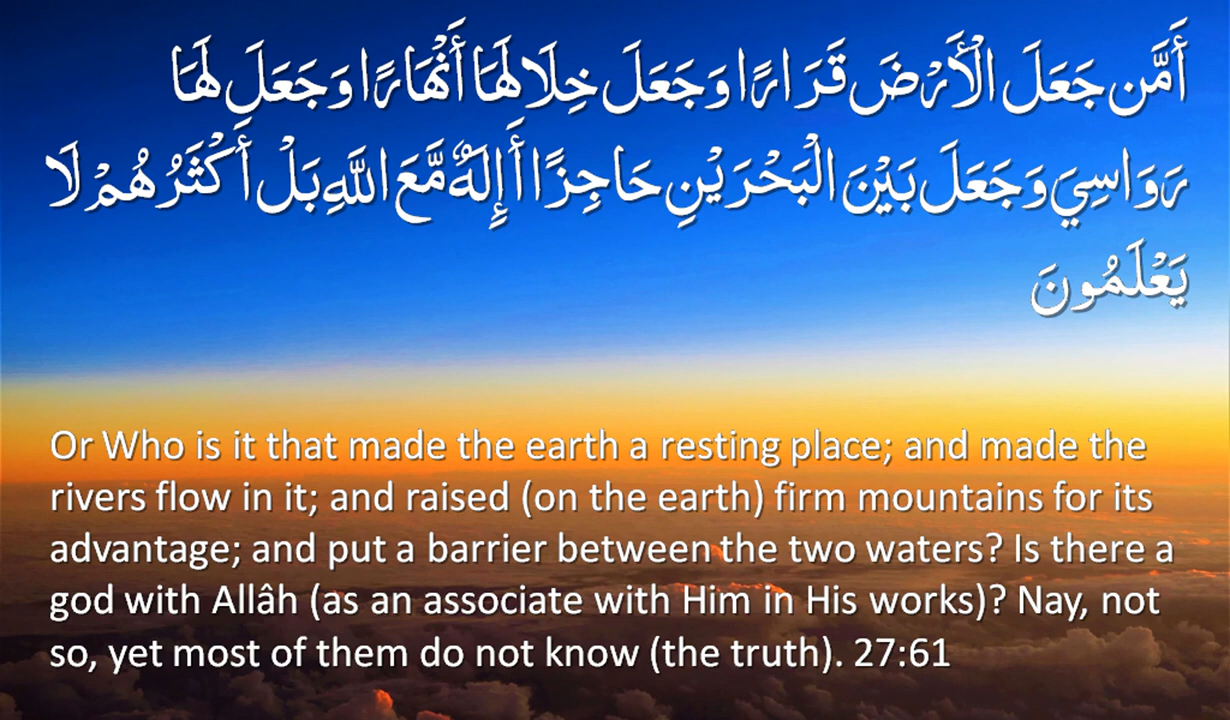 أَمَّن جَعَلَ الْأَرْضَ قَرَارًا وَجَعَلَ خِلَالَهَا أَنْهَارًا وَجَعَلَ لَهَا
رَوَاسِيَ وَجَعَلَ بَيْنَ الْبَحْرَيْنِ حَاجِزًا أَإِلَهٌ مَّعَ اللَّهِ بَلْ أَكْثَرُهُمْ لَا
يَعْلَمُونَ
Or Who is it that made the earth a resting place; and made the
rivers flow in it; and raised (on the earth) firm mountains for its
advantage; and put a barrier between the two waters? Is there a
god with Allâh (as an associate with Him in His works)? Nay, not
so, yet most of them do not know (the truth). 27:61